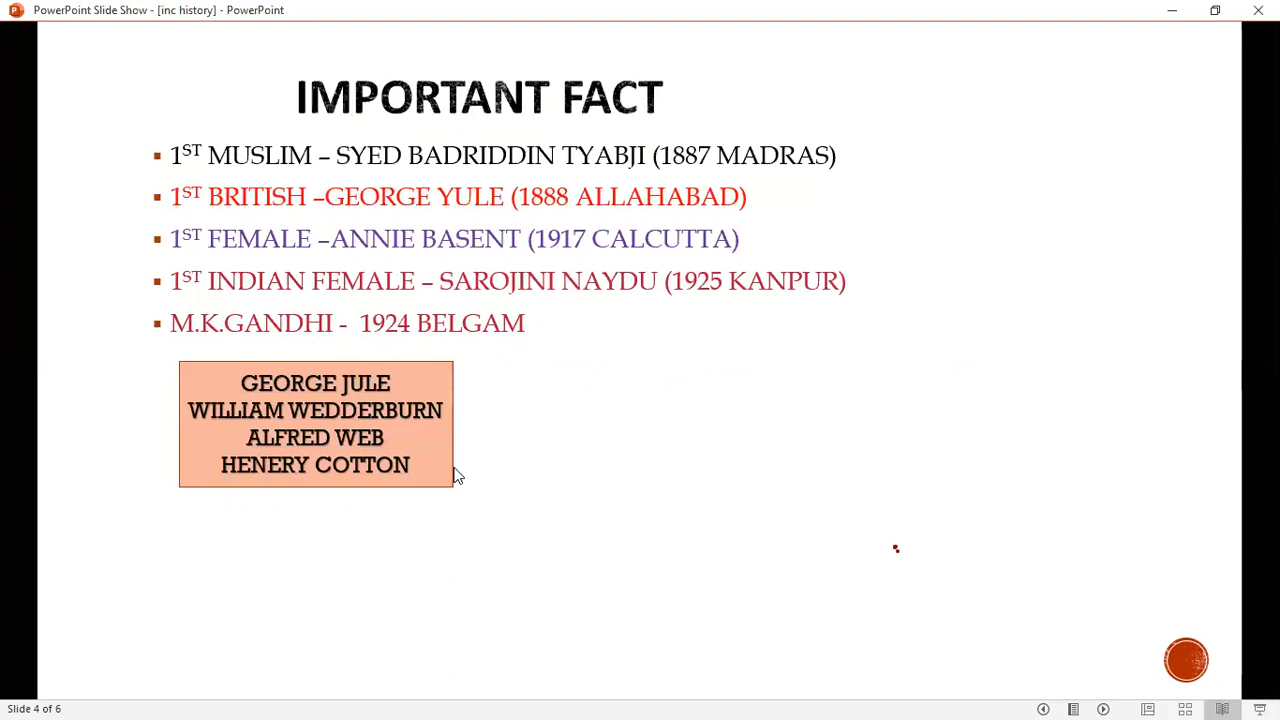 PowerPoint Slide Show - [inc history] - PowerPoint
IMPORTANT FACT
1ST MUSLIM – SYED BADRIDDIN TYABJI (1887 MADRAS)
1ST BRITISH –GEORGE YULE (1888 ALLAHABAD)
1ST FEMALE –ANNIE BASENT (1917 CALCUTTA)
1ST INDIAN FEMALE – SAROJINI NAYDU (1925 KANPUR)
M.K.GANDHI - 1924 BELGAM
GEORGE JULE
WILLIAM WEDDERBURN
ALFRED WEB
HENERY COTTON
Slide 4 of 6